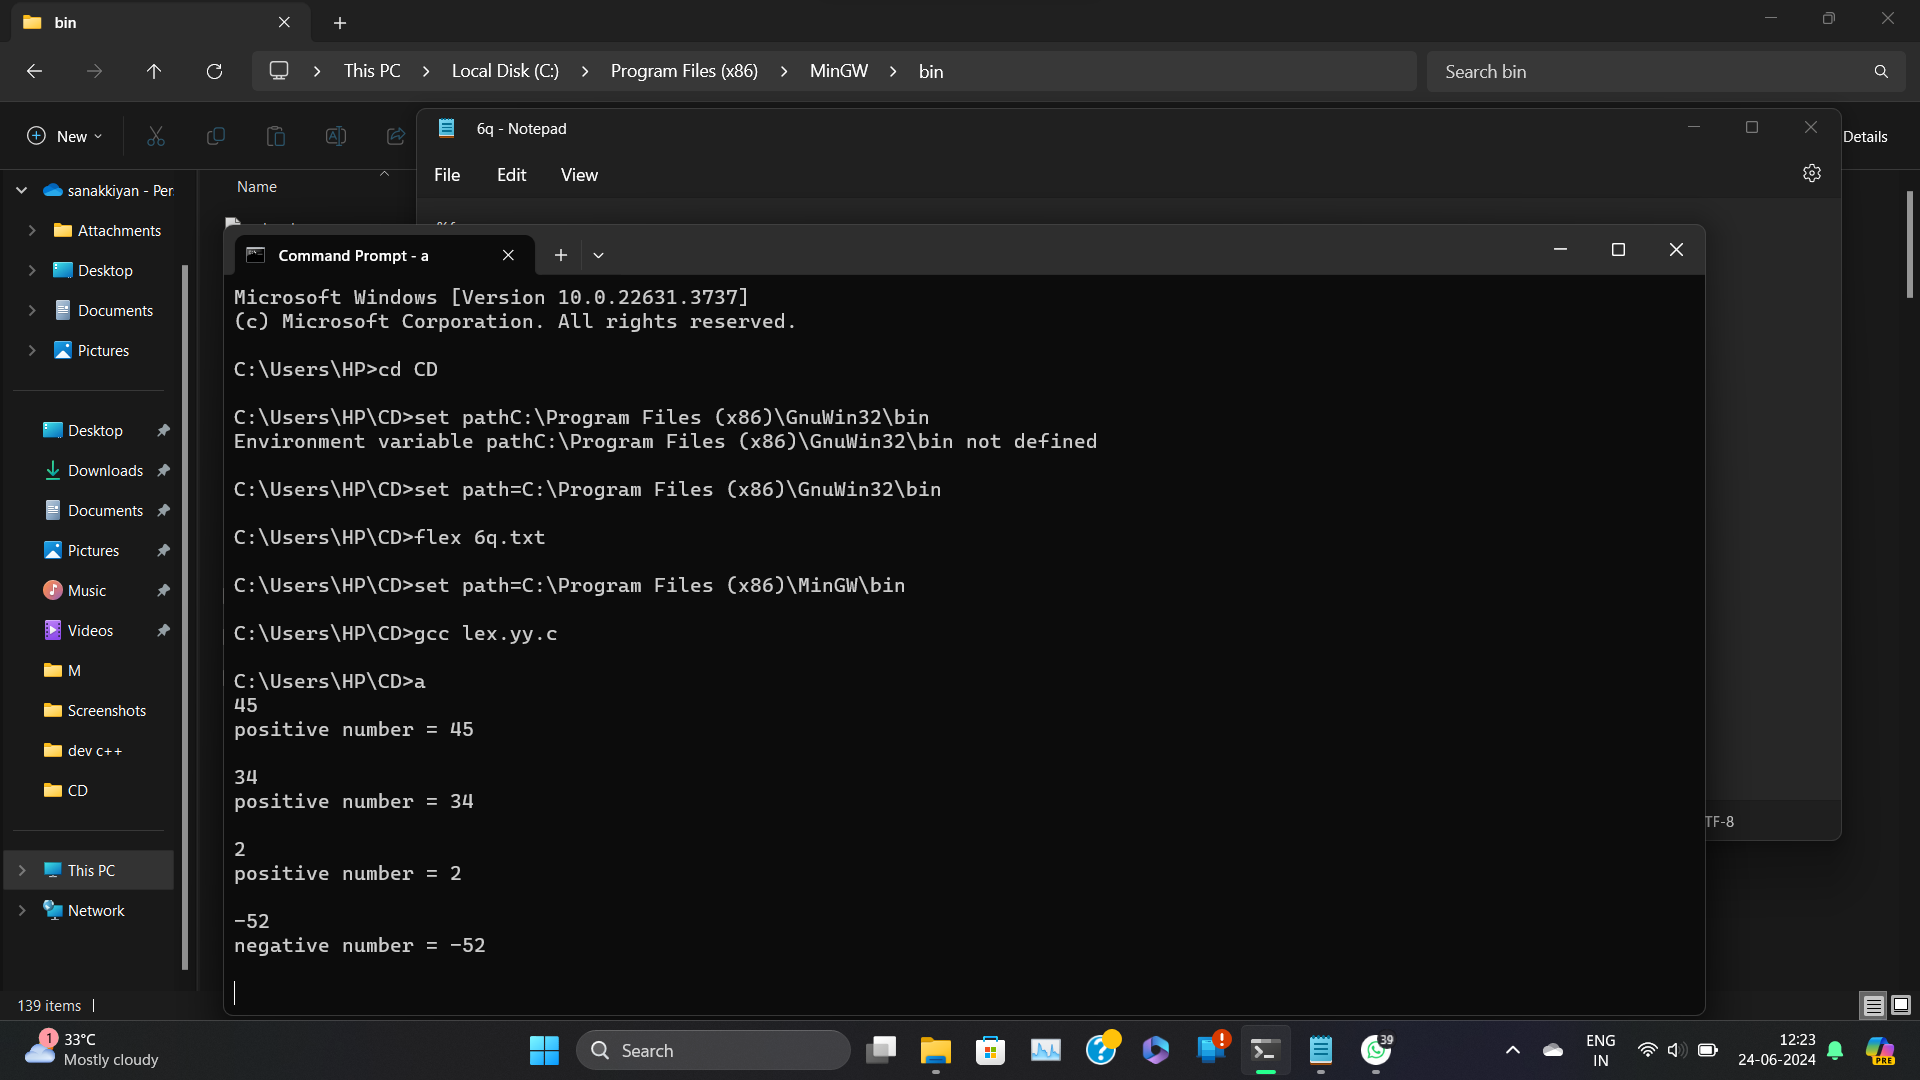 bin
This PC > Local Disk (C:) > Program Files (x86) > MinGW > bin
Search bin
New
Details
6q - Notepad
File Edit View
Name
sanakkiyan - Per
Attachments
Desktop
Documents
Pictures
Desktop
Downloads
Documents
Pictures
Music
Videos
M
Screenshots
dev c++
CD
This PC
Network
139 items
TF-8
Command Prompt - a
Microsoft Windows [Version 10.0.22631.3737]
(c) Microsoft Corporation. All rights reserved.
C:\Users\HP>cd CD
C:\Users\HP\CD>set pathC:\Program Files (x86)\GnuWin32\bin
Environment variable pathC:\Program Files (x86)\GnuWin32\bin not defined
C:\Users\HP\CD>set path=C:\Program Files (x86)\GnuWin32\bin
C:\Users\HP\CD>flex 6q.txt
C:\Users\HP\CD>set path=C:\Program Files (x86)\MinGW\bin
C:\Users\HP\CD>gcc lex.yy.c
C:\Users\HP\CD>a
45
positive number = 45
34
positive number = 34
2
positive number = 2
-52
negative number = -52
1
33°C
Mostly cloudy
Search
39
ENG
IN
12:23
24-06-2024
PRE